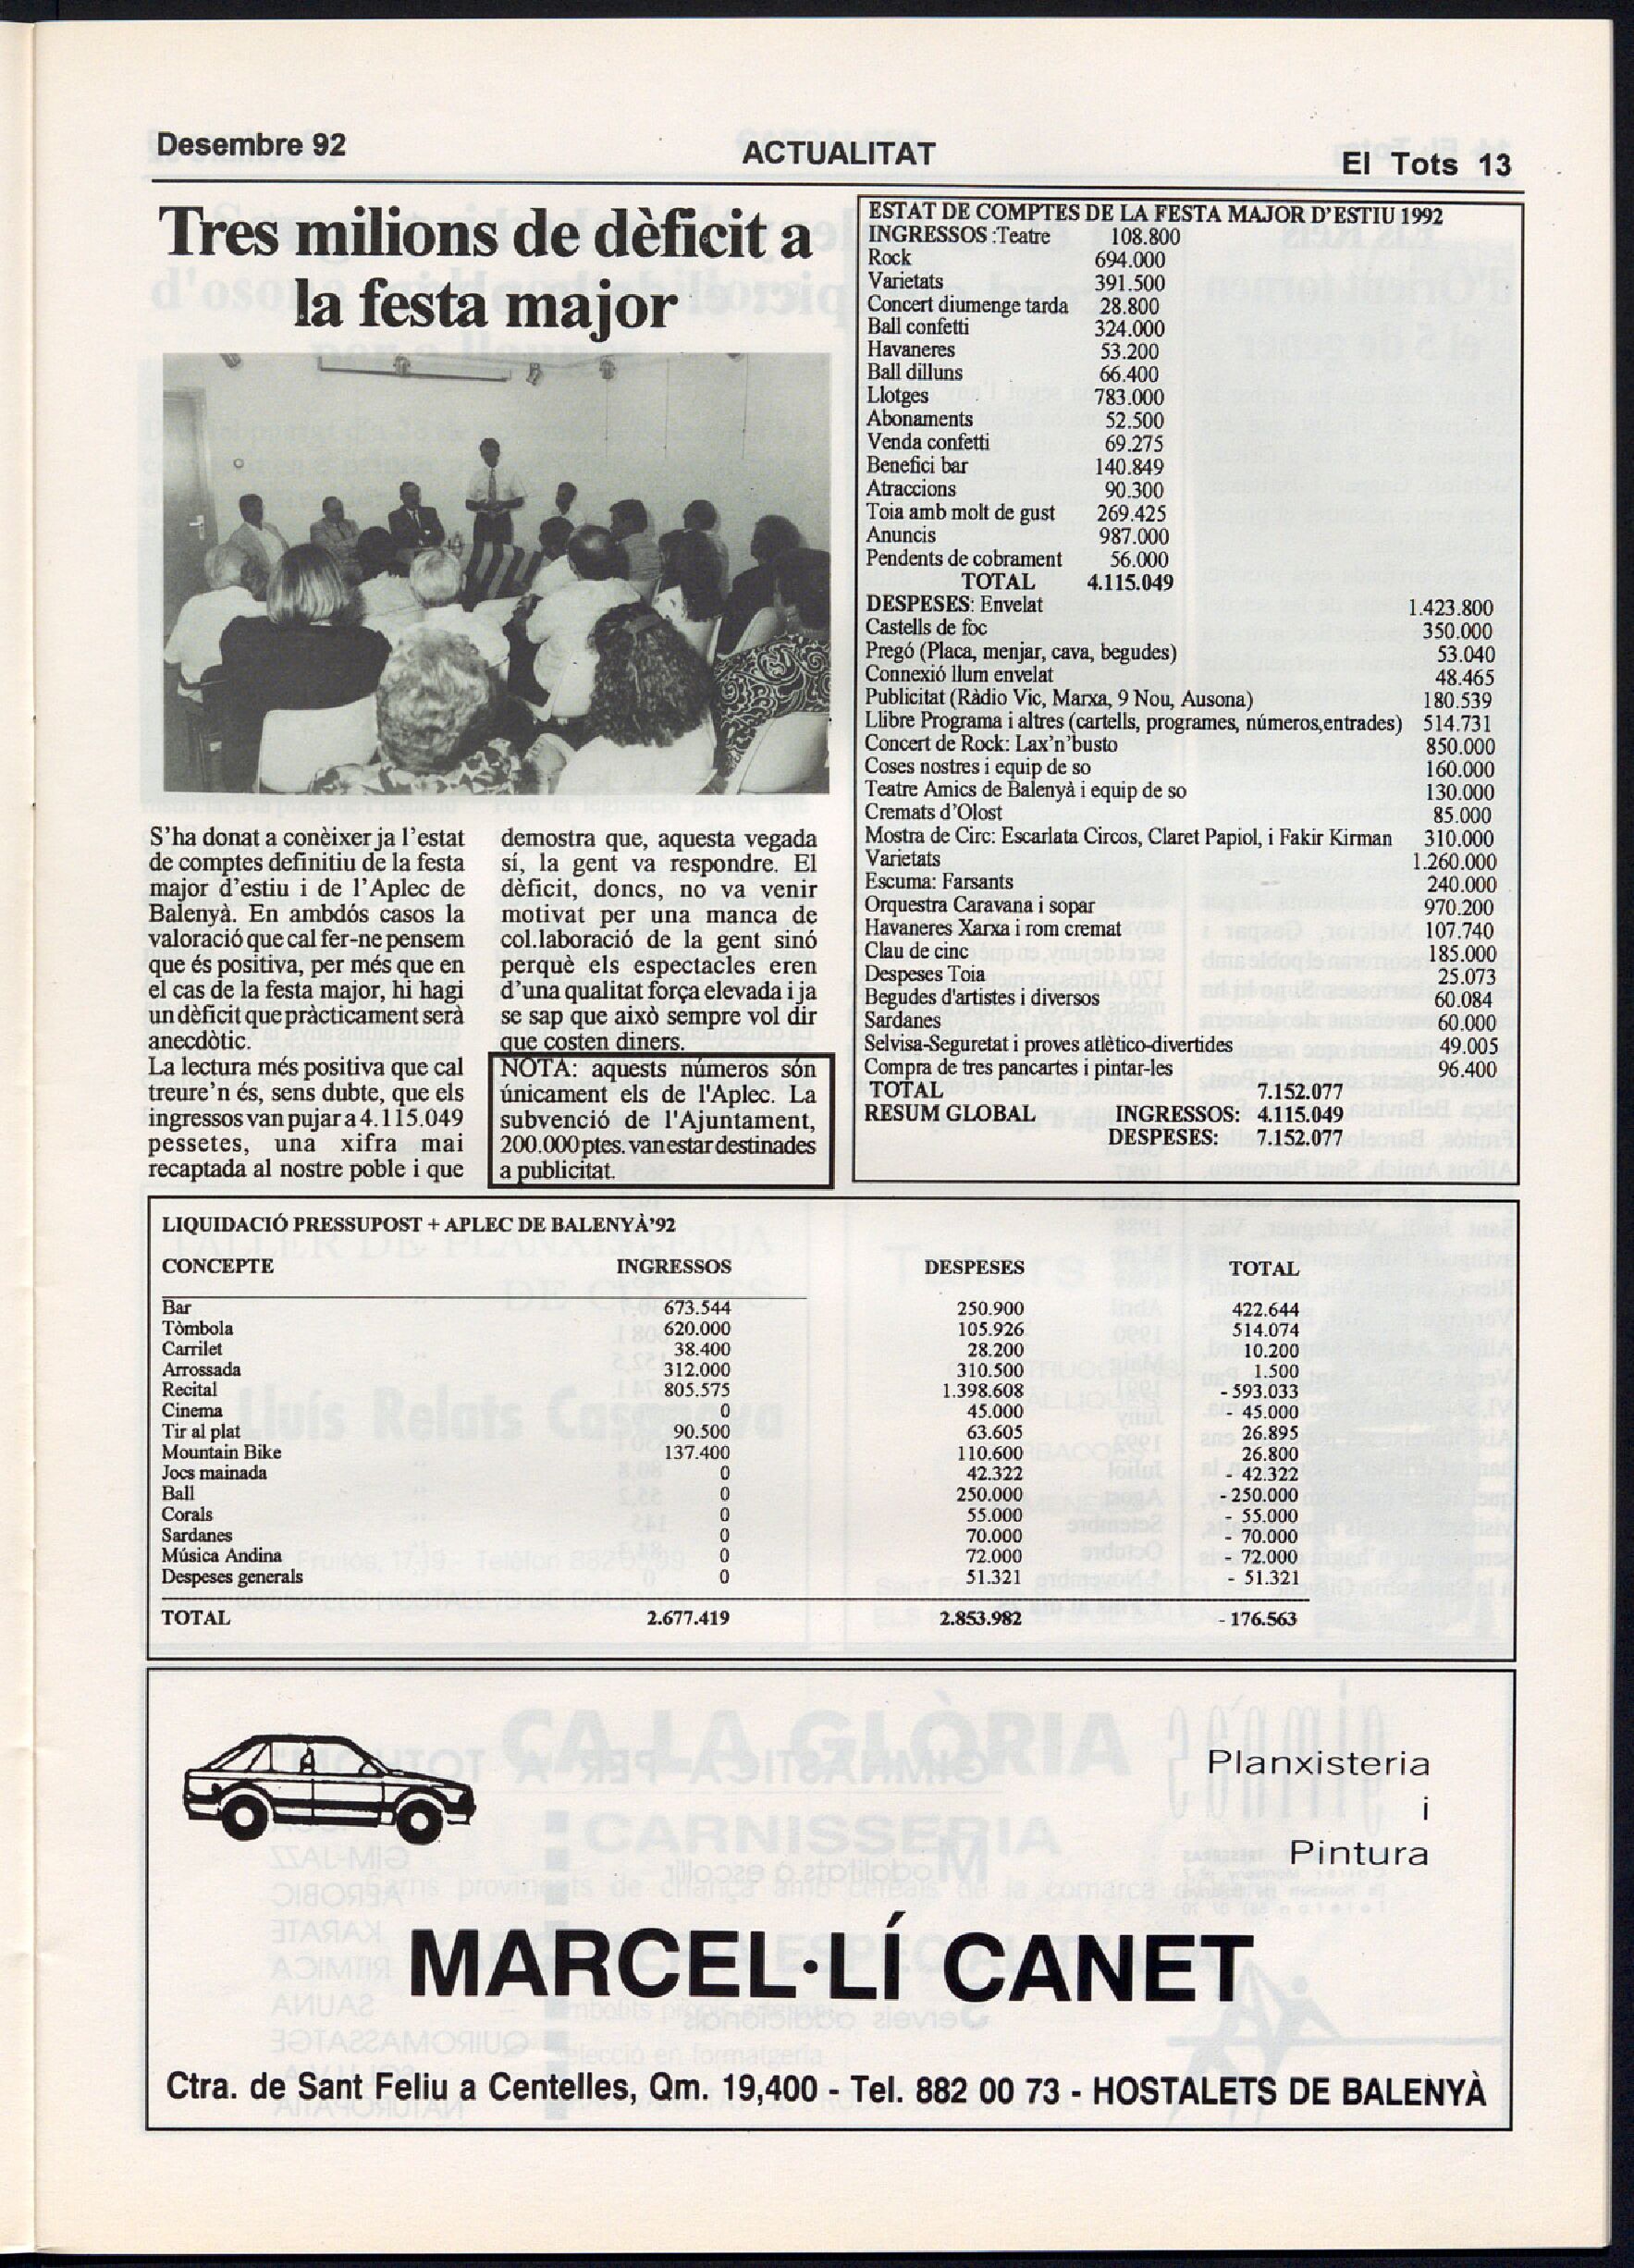 Desembre 92
ACTUALITAT
El Tots 13
Tres milions de dèficit a
la festa major
S'ha donat a conèixer ja l'estat
de comptes definitiu de la festa
major d'estiu i de l'Aplec de
Balenyà. En ambdós casos la
valoració que cal fer-ne pensem
que és positiva, per més que en
el cas de la festa major, hi hagi
un dèficit que pràcticament serà
anecdòtic.
La lectura més positiva que cal
treure'n és, sens dubte, que els
ingressos van pujar a 4.115.049
pessetes, una xifra mai
recaptada al nostre poble i que
demostra que, aquesta vegada
sí, la gent va respondre. El
dèficit, doncs, no va venir
motivat per una manca de
col.laboració de la gent sinó
perquè els espectacles eren
d'una qualitat força elevada i ja
se sap que això sempre vol dir
que costen diners.
NOTA: aquests números són
únicament els de l'Aplec. La
subvenció de l'Ajuntament,
200.000 ptes. van estar destinades
a publicitat.
ESTAT DE COMPTES DE LA FESTA MAJOR D'ESTIU 1992
INGRESSOS :Teatre 108.800
Rock 694.000
Varietats 391.500
Concert diumenge tarda 28.800
Ball confetti 324.000
Havaneres 53.200
Ball dilluns 66.400
Llotges 783.000
Abonaments 52.500
Venda confetti 69.275
Benefici bar 140.849
Atraccions 90.300
Toia amb molt de gust 269.425
Anuncis 987.000
Pendents de cobrament 56.000
TOTAL 4.115.049
DESPESES: Envelat 1.423.800
Castells de foc 350.000
Pregó (Placa, menjar, cava, begudes) 53.040
Connexió llum envelat 48.465
Publicitat (Ràdio Vic, Marxa, 9 Nou, Ausona) 180.539
Llibre Programa i altres (cartells, programes, números,entrades) 514.731
Concert de Rock: Lax'n'busto 850.000
Coses nostres i equip de so 160.000
Teatre Amics de Balenyà i equip de so 130.000
Cremats d'Olost 85.000
Mostra de Circ: Escarlata Circos, Claret Papiol, i Fakir Kirman 310.000
Varietats 1.260.000
Escuma: Farsants 240.000
Orquestra Caravana i sopar 970.200
Havaneres Xarxa i rom cremat 107.740
Clau de cinc 185.000
Despeses Toia 25.073
Begudes d'artistes i diversos 60.084
Sardanes 60.000
Selvisa-Seguretat i proves atlètico-divertides 49.005
Compra de tres pancartes i pintar-les 96.400
TOTAL 7.152.077
RESUM GLOBAL INGRESSOS: 4.115.049
DESPESES: 7.152.077
LIQUIDACIÓ PRESSUPOST + APLEC DE BALENYÀ'92
CONCEPTE INGRESSOS DESPESES TOTAL
Bar 673.544 250.900 422.644
Tòmbola 620.000 105.926 514.074
Carrilet 38.400 28.200 10.200
Arrossada 312.000 310.500 1.500
Recital 805.575 1.398.608 - 593.033
Cinema 0 45.000 - 45.000
Tir al plat 90.500 63.605 26.895
Mountain Bike 137.400 110.600 26.800
Jocs mainada 0 42.322 - 42.322
Ball 0 250.000 - 250.000
Corals 0 55.000 - 55.000
Sardanes 0 70.000 - 70.000
Música Andina 0 72.000 - 72.000
Despeses generals 0 51.321 - 51.321
TOTAL 2.677.419 2.853.982 - 176.563
Planxisteria
i
Pintura
MARCEL·LÍ CANET
Ctra. de Sant Feliu a Centelles, Qm. 19,400 - Tel. 882 00 73 - HOSTALETS DE BALENYÀ